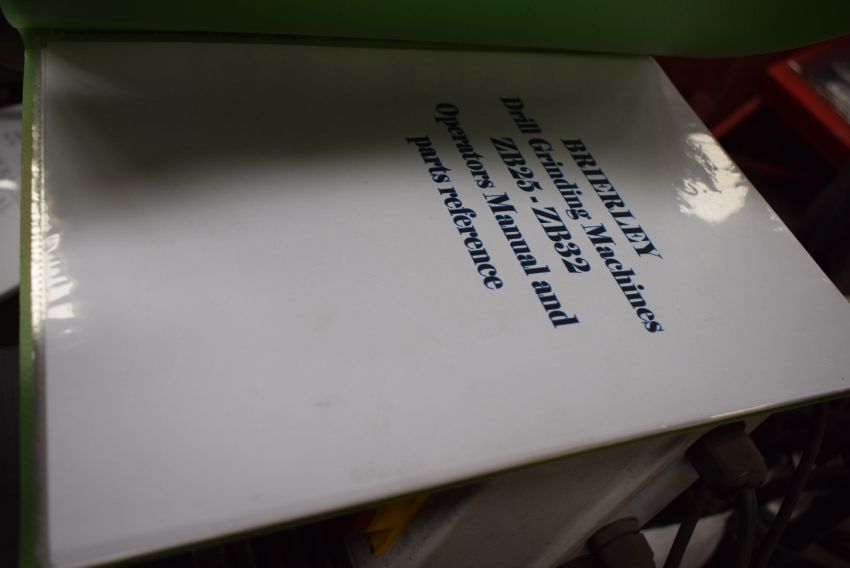 BRIERLEY
Drill Grinding Machines
ZB25 - ZB32
Operators Manual and
parts reference